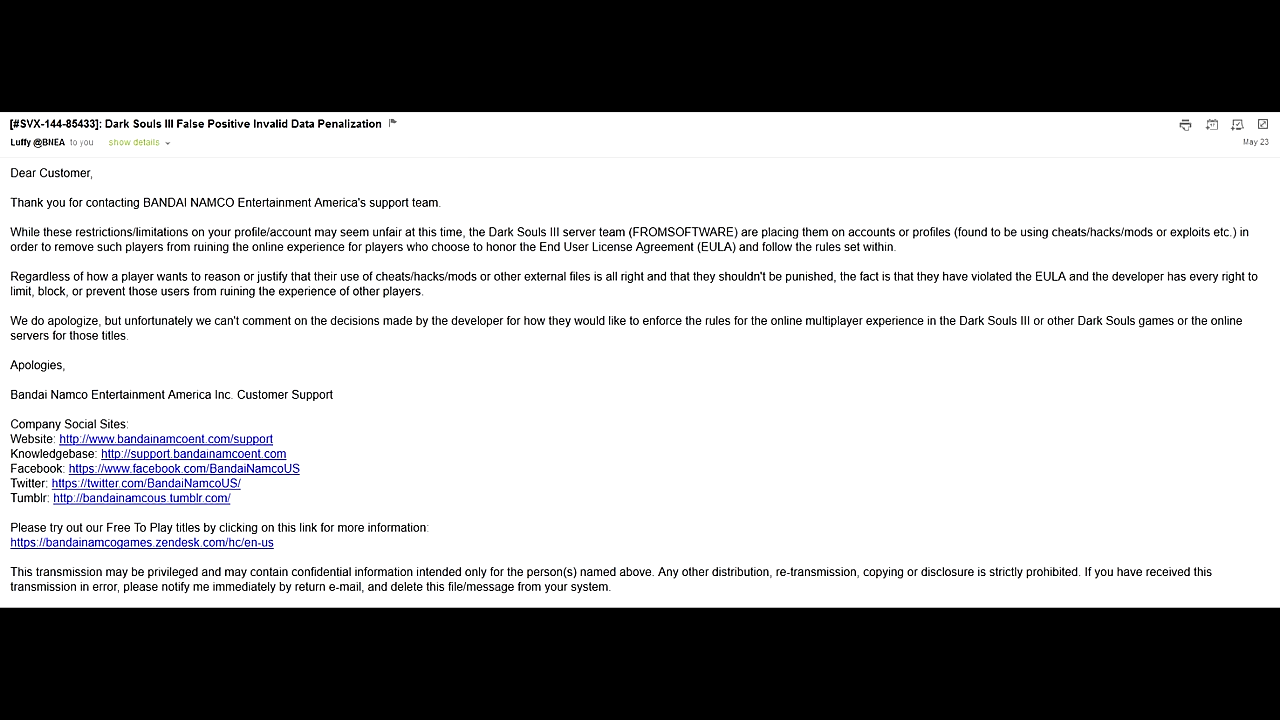 [#SVX-144-85433]: Dark Souls III False Positive Invalid Data Penalization
Luffy @BNEA to you show details
May 23
Dear Customer,
Thank you for contacting BANDAI NAMCO Entertainment America's support team.
While these restrictions/limitations on your profile/account may seem unfair at this time, the Dark Souls III server team (FROMSOFTWARE) are placing them on accounts or profiles (found to be using cheats/hacks/mods or exploits etc.) in
order to remove such players from ruining the online experience for players who choose to honor the End User License Agreement (EULA) and follow the rules set within.
Regardless of how a player wants to reason or justify that their use of cheats/hacks/mods or other external files is all right and that they shouldn't be punished, the fact is that they have violated the EULA and the developer has every right to
limit, block, or prevent those users from ruining the experience of other players.
We do apologize, but unfortunately we can't comment on the decisions made by the developer for how they would like to enforce the rules for the online multiplayer experience in the Dark Souls III or other Dark Souls games or the online
servers for those titles.
Apologies,
Bandai Namco Entertainment America Inc. Customer Support
Company Social Sites:
Website: http://www.bandainamcoent.com/support
Knowledgebase: http://support.bandainamcoent.com
Facebook: https://www.facebook.com/BandaiNamcoUS
Twitter: https://twitter.com/BandaiNamcoUS/
Tumblr: http://bandainamcous.tumblr.com/
Please try out our Free To Play titles by clicking on this link for more information:
https://bandainamcogames.zendesk.com/hc/en-us
This transmission may be privileged and may contain confidential information intended only for the person(s) named above. Any other distribution, re-transmission, copying or disclosure is strictly prohibited. If you have received this
transmission in error, please notify me immediately by return e-mail, and delete this file/message from your system.